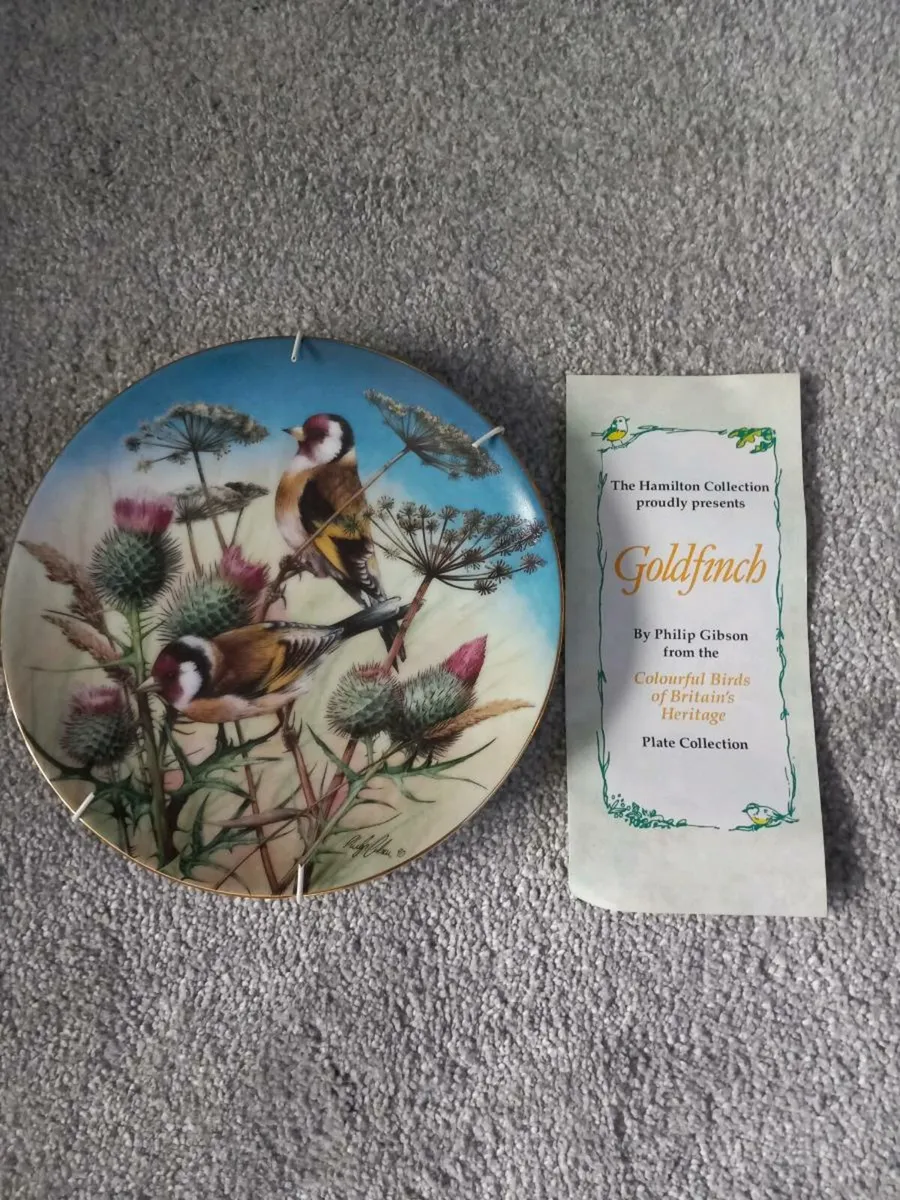 The Hamilton Collection
proudly presents
Goldfinch
By Philip Gibson
from the
Colourful Birds
of Britain's
Heritage
Plate Collection